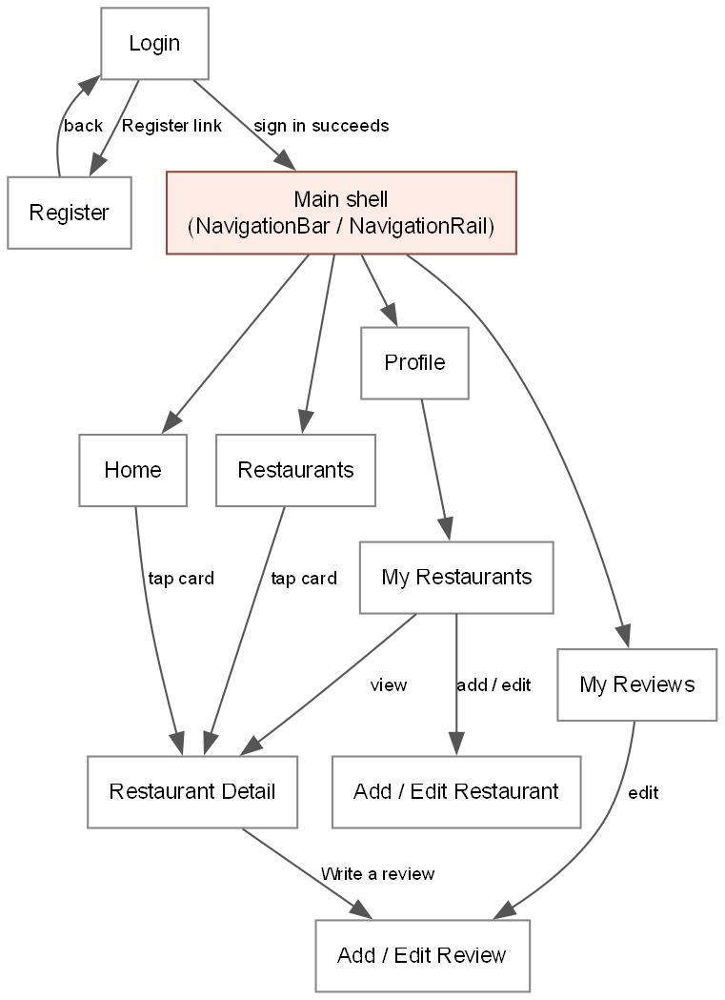 Login
back
Register link
sign in succeeds
Register
Main shell
(NavigationBar / NavigationRail)
Profile
Home
Restaurants
My Restaurants
tap card
tap card
My Reviews
view
add / edit
Restaurant Detail
Add / Edit Restaurant
edit
Write a review
Add / Edit Review